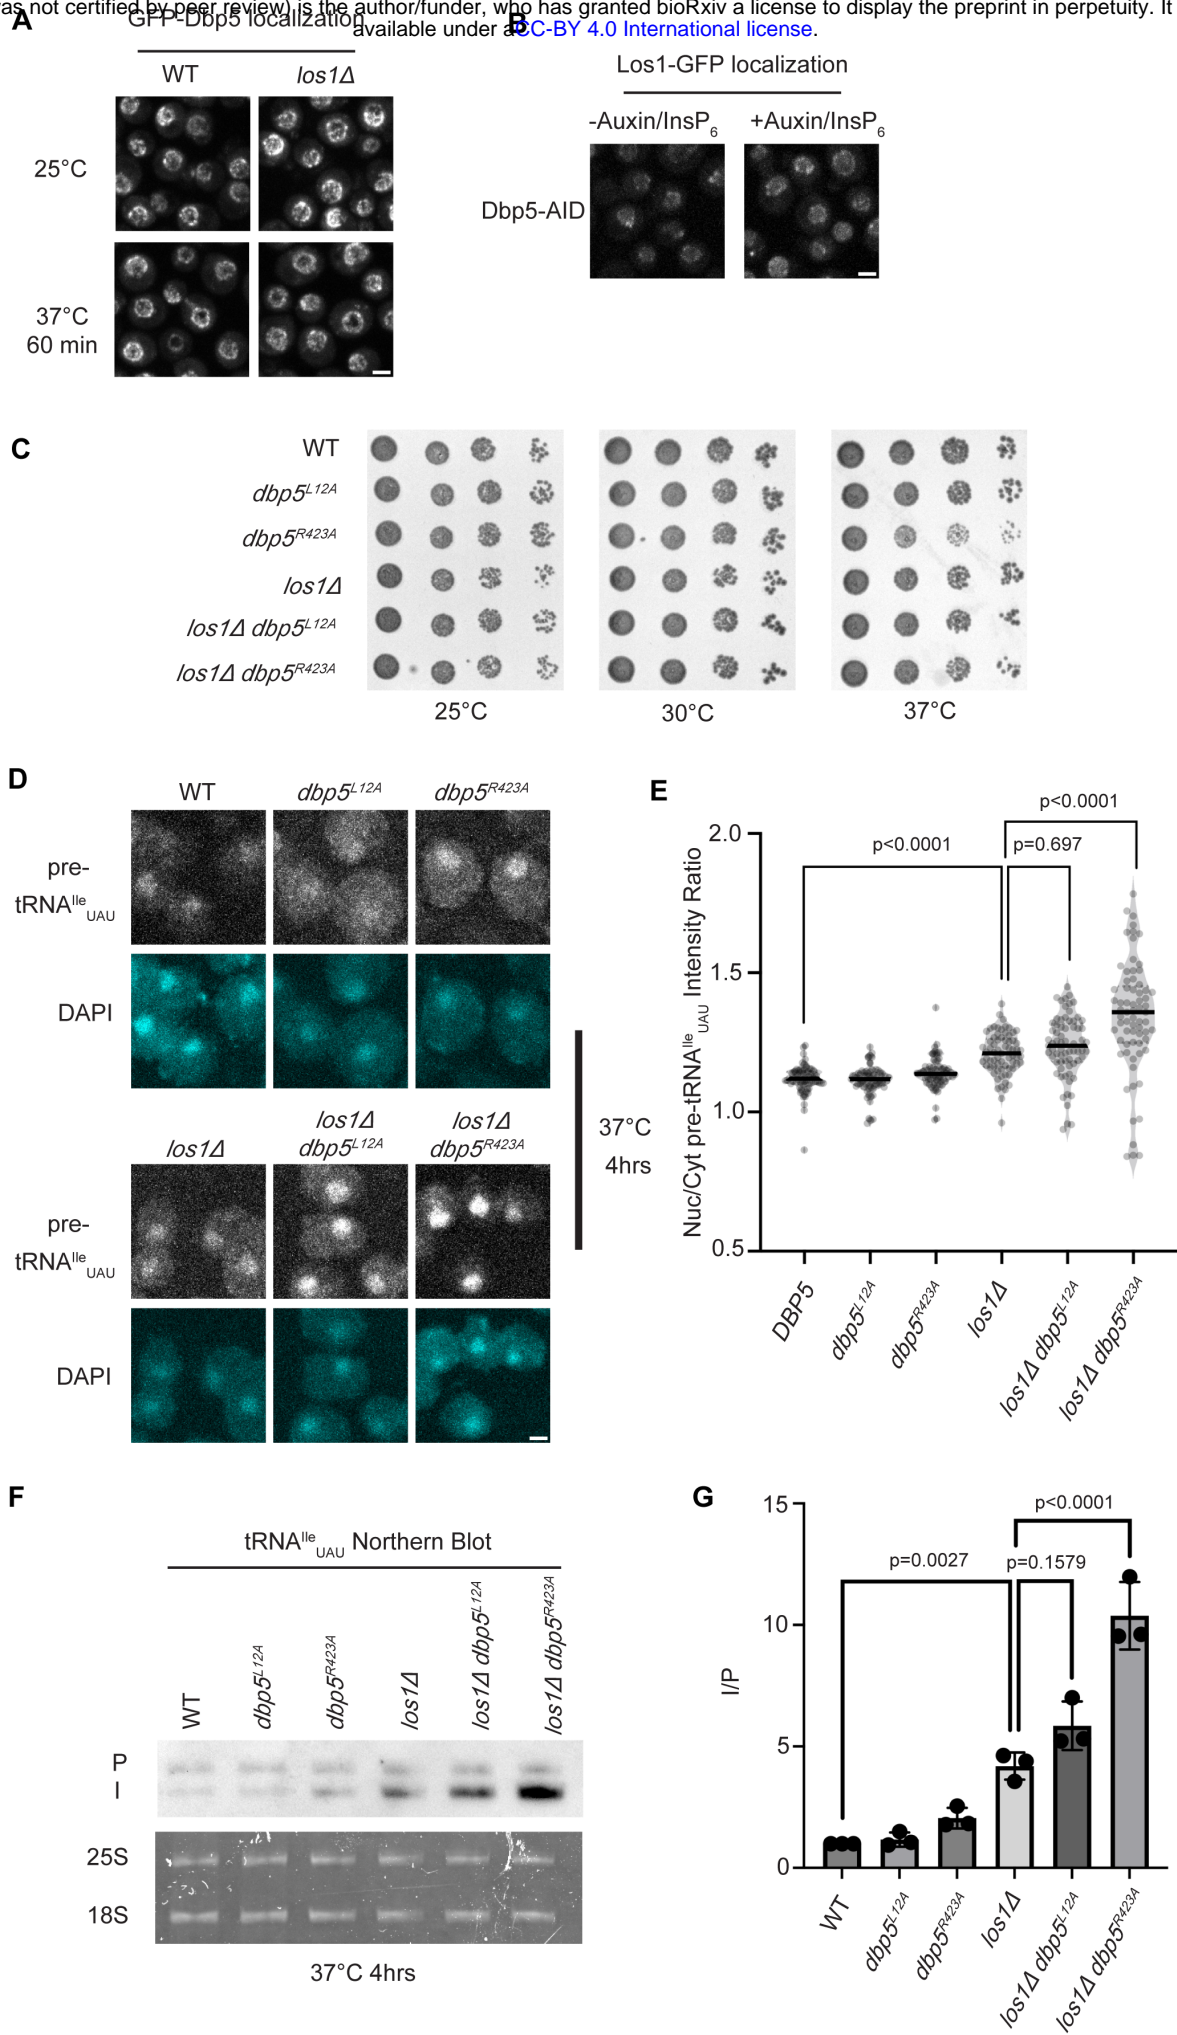 was not certified by peer review) is the author/funder, who has granted bioRxiv a license to display the preprint in perpetuity. It
available under aCC-BY 4.0 International license.
A
GFP-Dbp5 localization
WT los1Δ
25°C
37°C
60 min
B
Los1-GFP localization
-Auxin/InsP6 +Auxin/InsP6
Dbp5-AID
C
WT
dbp5L12A
dbp5R423A
los1Δ
los1Δ dbp5L12A
los1Δ dbp5R423A
25°C 30°C 37°C
D
WT dbp5L12A dbp5R423A
pre-
tRNAIleUAU
DAPI
los1Δ los1Δ los1Δ
dbp5L12A dbp5R423A
pre-
tRNAIleUAU
DAPI
37°C
4hrs
E
p<0.0001
p<0.0001 p=0.697
Nuc/Cyt pre-tRNAIleUAU Intensity Ratio
2.0
1.5
1.0
0.5
DBP5
dbp5L12A
dbp5R423A
los1Δ
los1Δ dbp5L12A
los1Δ dbp5R423A
F
tRNAIleUAU Northern Blot
WT
dbp5L12A
dbp5R423A
los1Δ
los1Δ dbp5L12A
los1Δ dbp5R423A
P
I
25S
18S
37°C 4hrs
G
p<0.0001
p=0.0027 p=0.1579
I/P
15
10
5
0
WT
dbp5L12A
dbp5R423A
los1Δ
los1Δ dbp5L12A
los1Δ dbp5R423A